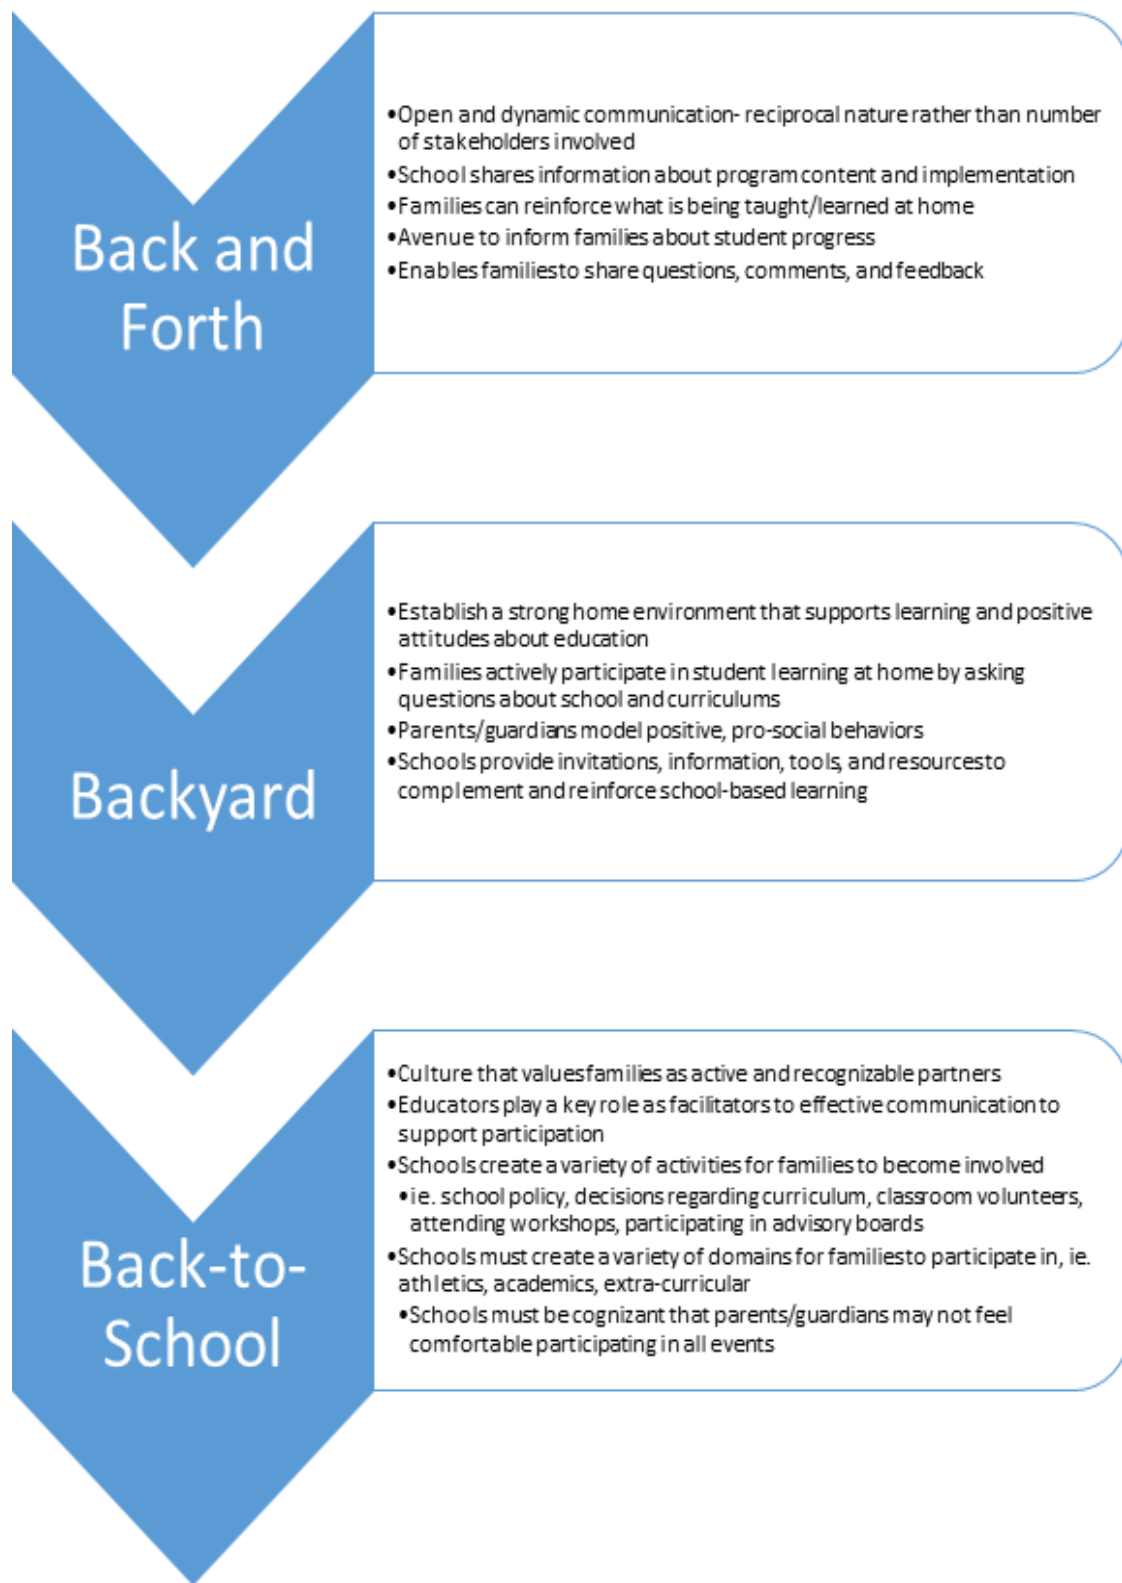 Back and
Forth
•Open and dynamic communication- reciprocal nature rather than number
of stakeholders involved
•School shares information about program content and implementation
•Families can reinforce what is being taught/learned at home
•Avenue to inform families about student progress
•Enables families to share questions, comments, and feedback
Backyard
•Establish a strong home environment that supports learning and positive
attitudes about education
•Families actively participate in student learning at home by asking
questions about school and curriculums
•Parents/guardians model positive, pro-social behaviors
•Schools provide invitations, information, tools, and resources to
complement and reinforce school-based learning
Back-to-
School
•Culture that values families as active and recognizable partners
•Educators play a key role as facilitators to effective communication to
support participation
•Schools create a variety of activities for families to become involved
•ie. school policy, decisions regarding curriculum, classroom volunteers,
attending workshops, participating in advisory boards
•Schools must create a variety of domains for families to participate in, ie.
athletics, academics, extra-curricular
•Schools must be cognizant that parents/guardians may not feel
comfortable participating in all events